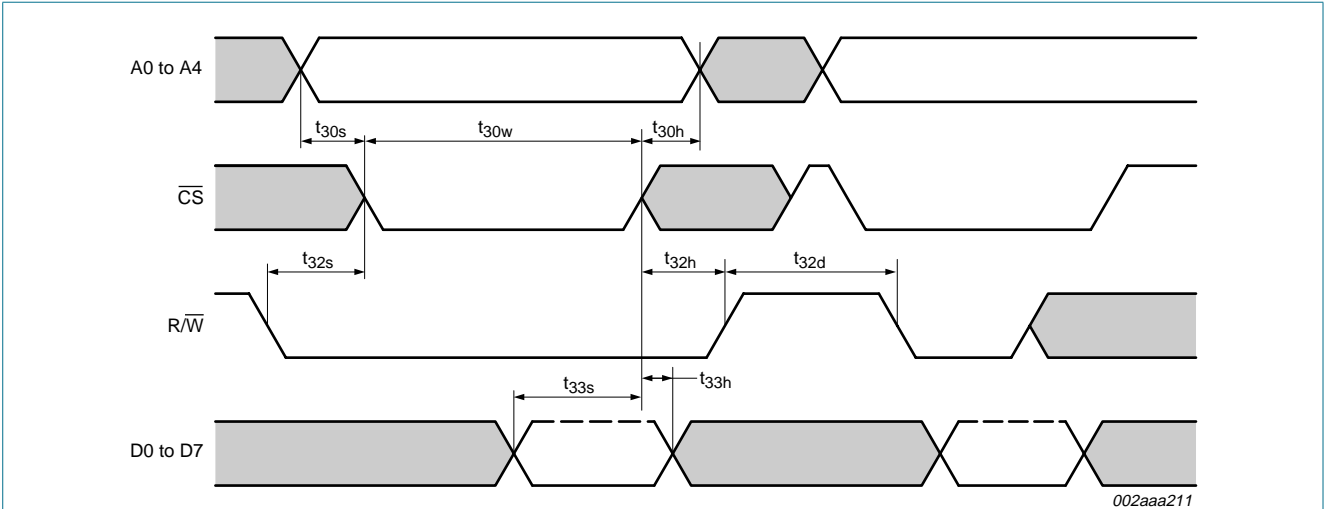 A0 to A4
t30s
t30w
t30h
CS
t32s
t32h
t32d
R/W
t33s
t33h
D0 to D7
002aaa211